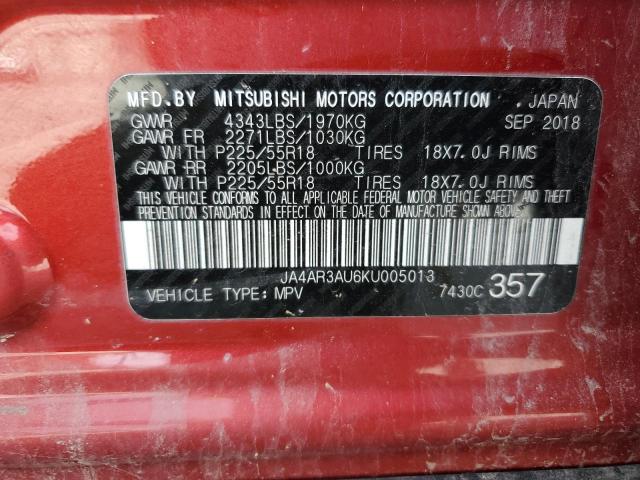 MFD.BY MITSUBISHI MOTORS CORPORATION , JAPAN
GVWR 4343LBS/1970KG SEP 2018
GAWR FR 2271LBS/1030KG
WITH P225/55R18 TIRES 18X7.0J RIMS
GAWR RR 2205LBS/1000KG
WITH P225/55R18 TIRES 18X7.0J RIMS
THIS VEHICLE CONFORMS TO ALL APPLICABLE FEDERAL MOTOR VEHICLE SAFETY AND THEFT
PREVENTION STANDARDS IN EFFECT ON THE DATE OF MANUFACTURE SHOWN ABOVE.
JA4AR3AU6KU005013
VEHICLE TYPE: MPV 7430C 357